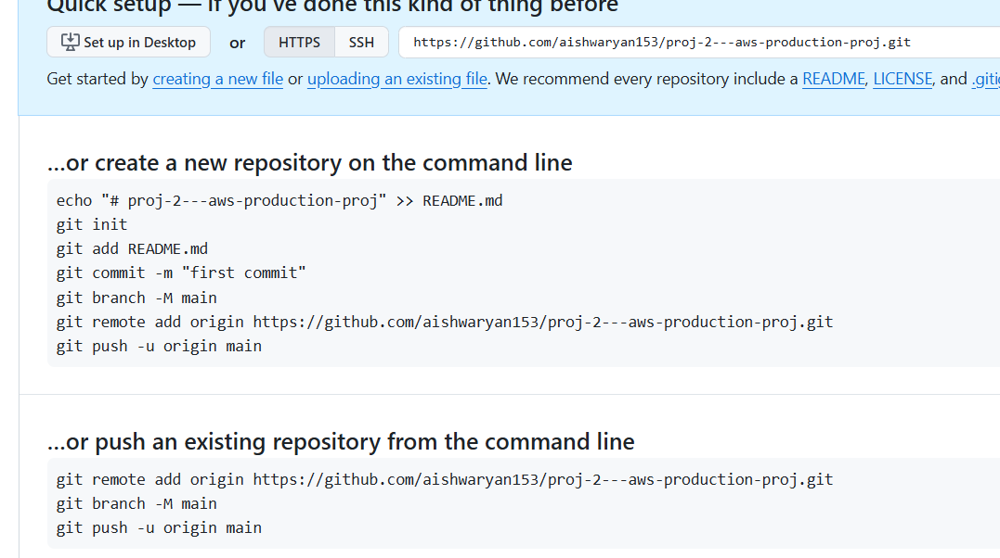 Quick setup — if you've done this kind of thing before
Set up in Desktop or HTTPS SSH https://github.com/aishwaryan153/proj-2---aws-production-proj.git
Get started by creating a new file or uploading an existing file. We recommend every repository include a README, LICENSE, and
...or create a new repository on the command line
echo "# proj-2---aws-production-proj" >> README.md
git init
git add README.md
git commit -m "first commit"
git branch -M main
git remote add origin https://github.com/aishwaryan153/proj-2---aws-production-proj.git
git push -u origin main
...or push an existing repository from the command line
git remote add origin https://github.com/aishwaryan153/proj-2---aws-production-proj.git
git branch -M main
git push -u origin main